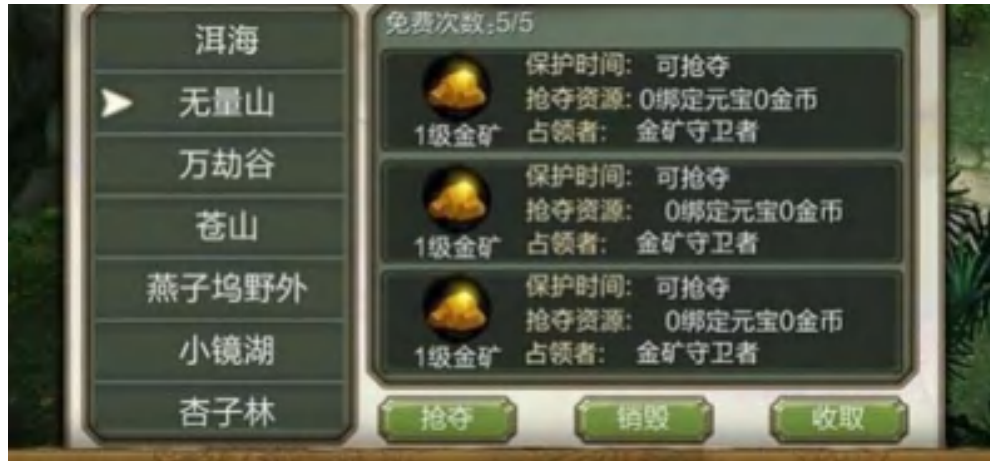 洱海
无量山
万劫谷
苍山
燕子坞野外
小镜湖
杏子林
免费次数:5/5
保护时间: 可抢夺
抢夺资源: 0绑定元宝0金币
1级金矿 占领者: 金矿守卫者
保护时间: 可抢夺
抢夺资源: 0绑定元宝0金币
1级金矿 占领者: 金矿守卫者
保护时间: 可抢夺
抢夺资源: 0绑定元宝0金币
1级金矿 占领者: 金矿守卫者
抢夺 销毁 收取